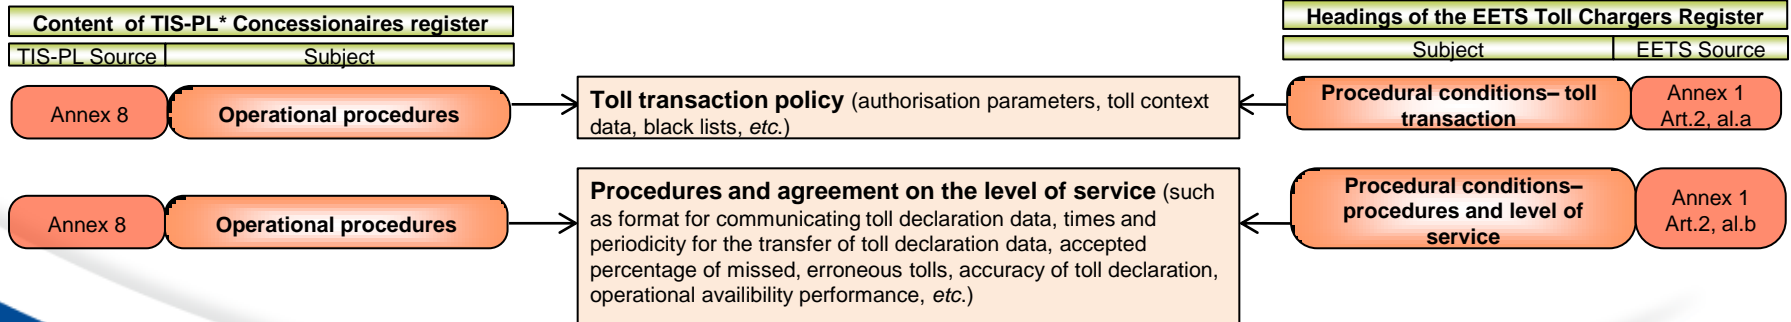 Content of TIS-PL* Concessionaires register
TIS-PL Source
Subject
Headings of the EETS Toll Chargers Register
Subject
EETS Source
Annex 8
Operational procedures
Toll transaction policy (authorisation parameters, toll context
data, black lists, etc.)
Procedural conditions– toll
transaction
Annex 1
Art.2, al.a
Annex 8
Operational procedures
Procedures and agreement on the level of service (such
as format for communicating toll declaration data, times and
periodicity for the transfer of toll declaration data, accepted
percentage of missed, erroneous tolls, accuracy of toll declaration,
operational availibility performance, etc.)
Procedural conditions–
procedures and level of
service
Annex 1
Art.2, al.b